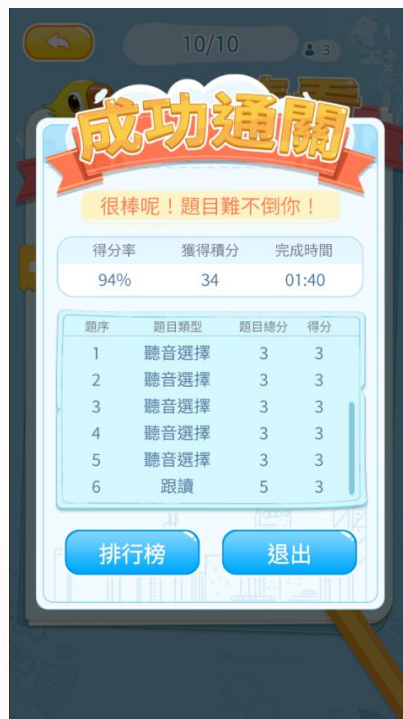 10/10
3
成功通關
很棒呢！題目難不倒你！
得分率 獲得積分 完成時間
94% 34 01:40
題序 題目類型 題目總分 得分
1 聽音選擇 3 3
2 聽音選擇 3 3
3 聽音選擇 3 3
4 聽音選擇 3 3
5 聽音選擇 3 3
6 跟讀 5 3
排行榜 退出